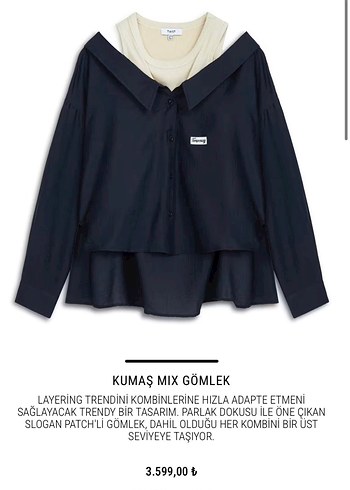 KUMAŞ MIX GÖMLEK
LAYERİNG TRENDİNİ KOMBİNLERİNE HIZLA ADAPTE ETMENİ
SAĞLAYACAK TRENDY BİR TASARIM. PARLAK DOKUSU İLE ÖNE ÇIKAN
SLOGAN PATCH'Lİ GÖMLEK, DAHİL OLDUĞU HER KOMBİNİ BİR ÜST
SEVİYEYE TAŞIYOR.
3.599,00 ₺